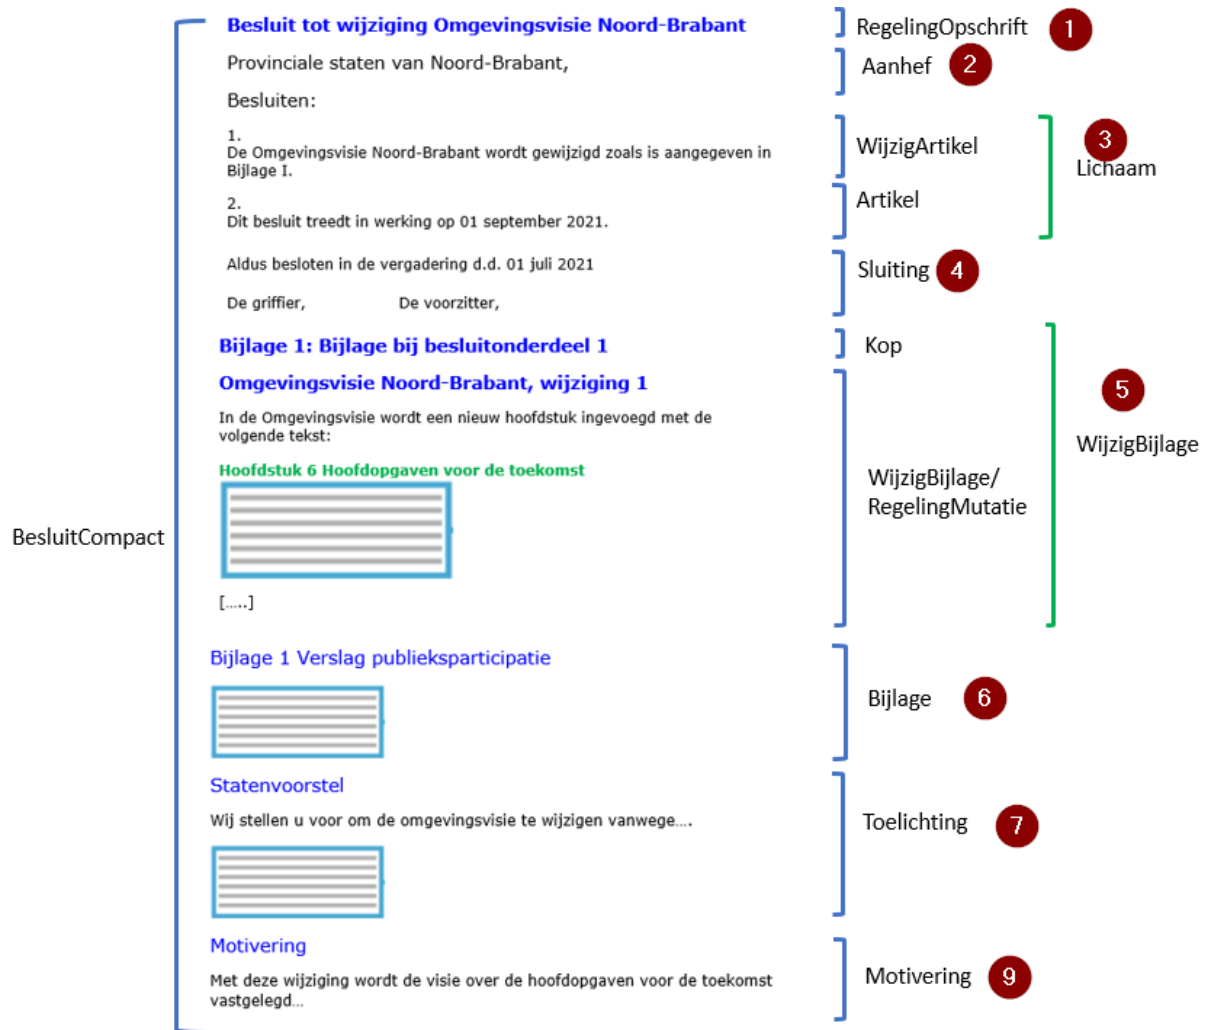 Besluit tot wijziging Omgevingsvisie Noord-Brabant
RegelingOpschrift 1
Provinciale staten van Noord-Brabant,
Aanhef 2
Besluiten:
1.
De Omgevingsvisie Noord-Brabant wordt gewijzigd zoals is aangegeven in
Bijlage I.
WijzigArtikel
3
Lichaam
2.
Dit besluit treedt in werking op 01 september 2021.
Artikel
Aldus besloten in de vergadering d.d. 01 juli 2021
Sluiting 4
De griffier, De voorzitter,
Bijlage 1: Bijlage bij besluitonderdeel 1
Kop
Omgevingsvisie Noord-Brabant, wijziging 1
5
WijzigBijlage
In de Omgevingsvisie wordt een nieuw hoofdstuk ingevoegd met de
volgende tekst:
Hoofdstuk 6 Hoofdopgaven voor de toekomst
WijzigBijlage/
RegelingMutatie
BesluitCompact
[.....]
Bijlage 1 Verslag publieksparticipatie
Bijlage 6
Statenvoorstel
Wij stellen u voor om de omgevingsvisie te wijzigen vanwege....
Toelichting 7
Motivering
Met deze wijziging wordt de visie over de hoofdopgaven voor de toekomst
vastgelegd...
Motivering 9